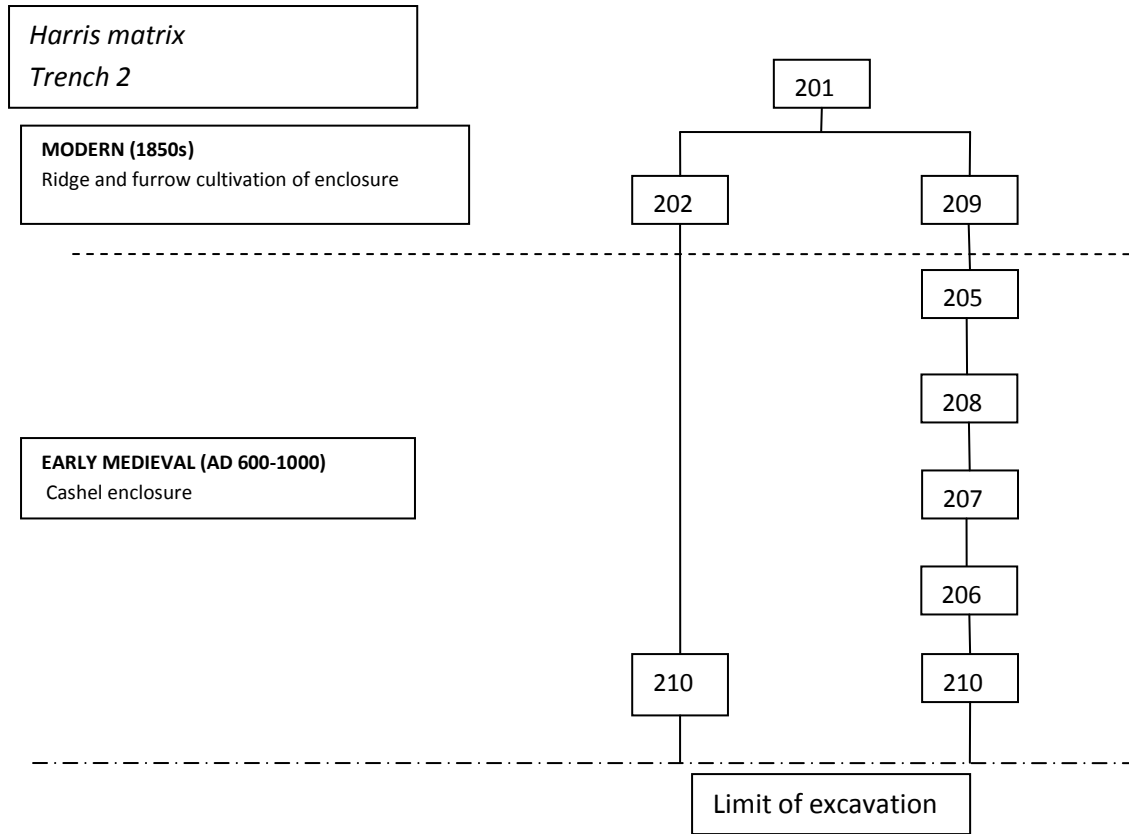 Harris matrix
Trench 2
201
MODERN (1850s)
Ridge and furrow cultivation of enclosure
202
209
205
208
EARLY MEDIEVAL (AD 600-1000)
Cashel enclosure
207
206
210
210
Limit of excavation